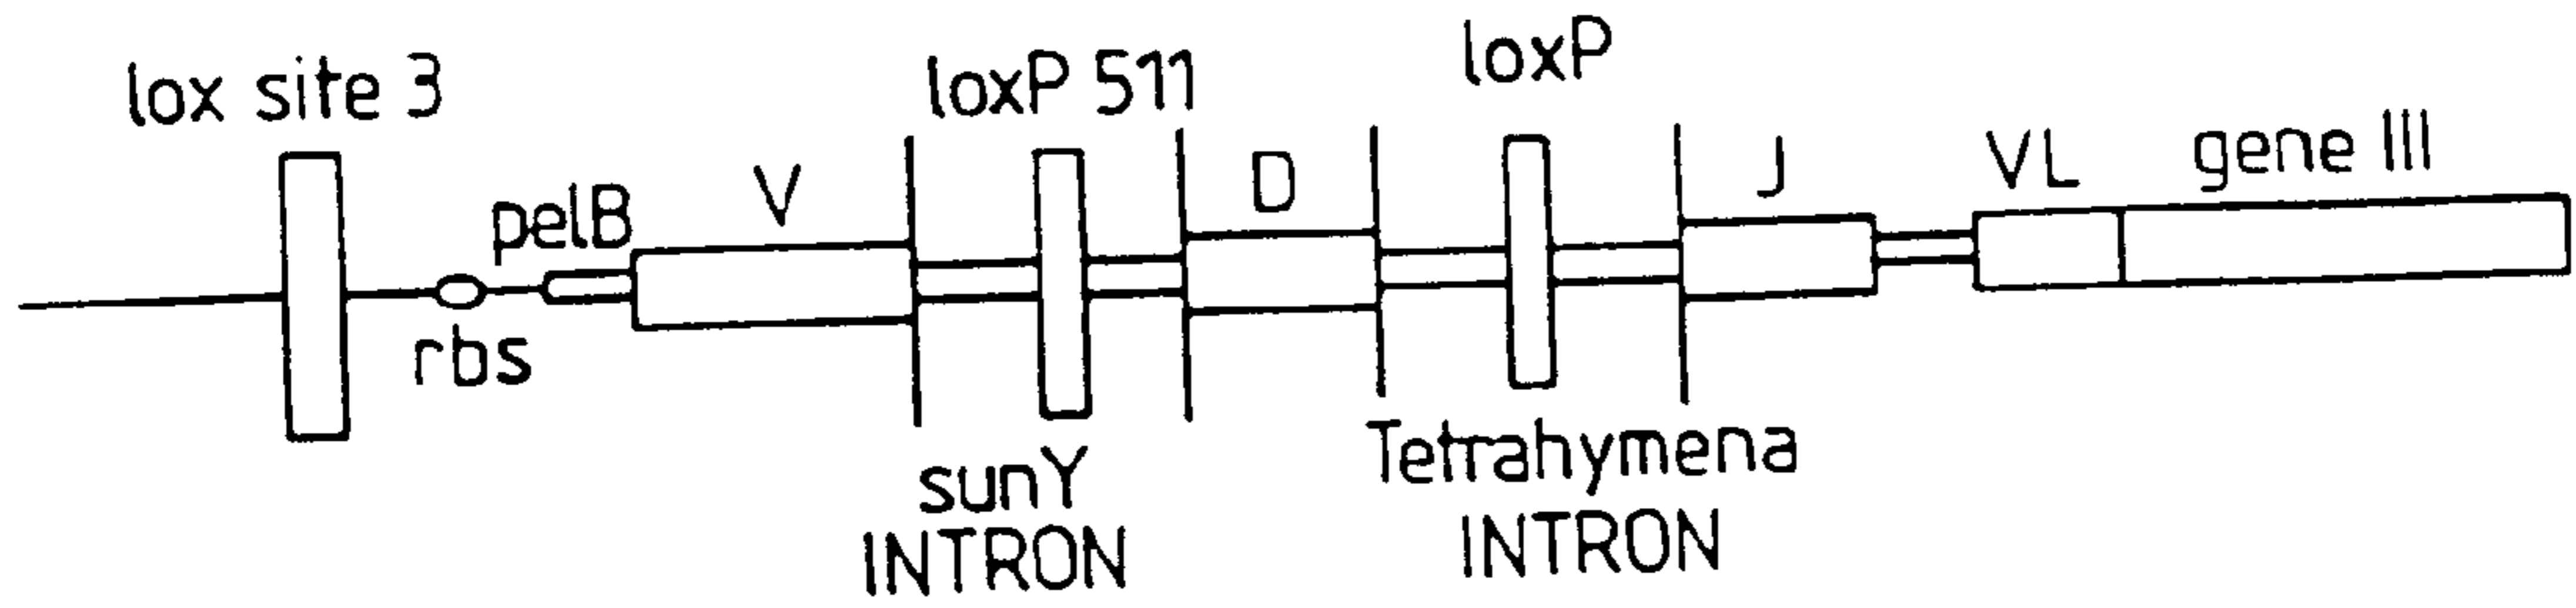 lox site 3
rbs
pelB
V
loxP 511
sunY
INTRON
D
loxP
Tetrahymena
INTRON
J
VL
gene III